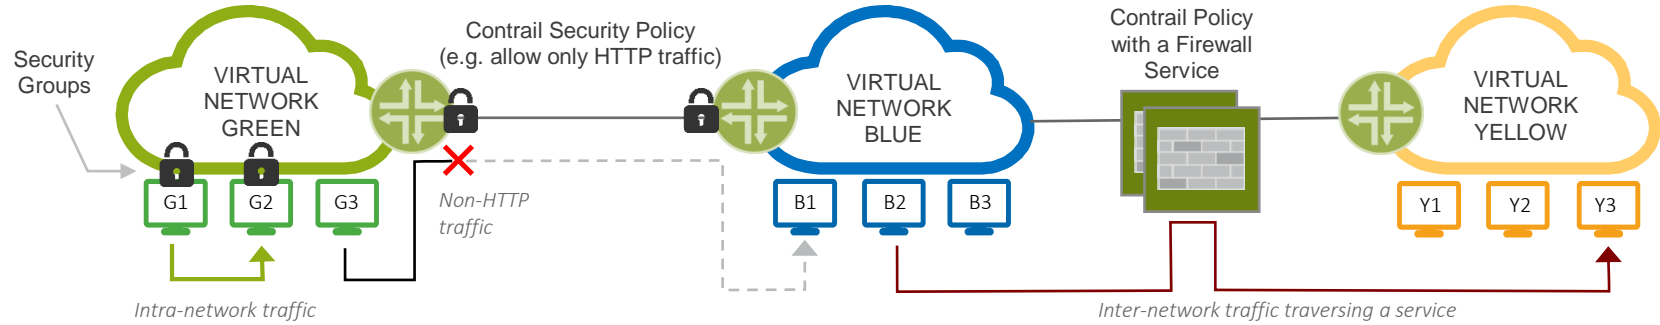 Security
Groups
VIRTUAL
NETWORK
GREEN
Contrail Security Policy
(e.g. allow only HTTP traffic)
VIRTUAL
NETWORK
BLUE
Contrail Policy
with a Firewall
Service
VIRTUAL
NETWORK
YELLOW
G1
G2
G3
Non-HTTP
traffic
B1
B2
B3
Y1
Y2
Y3
Intra-network traffic
Inter-network traffic traversing a service